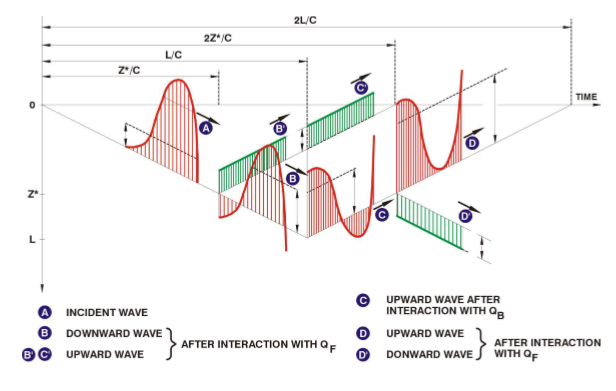 2L/C
2Z*/C
L/C
Z*/C
C'
TIME
0
A
B'
B
D
Z*
C
D'
L
A INCIDENT WAVE
B DOWNWARD WAVE
B' C' UPWARD WAVE
AFTER INTERACTION WITH QF
C UPWARD WAVE AFTER
INTERACTION WITH QB
D UPWARD WAVE
D' DONWARD WAVE
AFTER INTERACTION
WITH QF